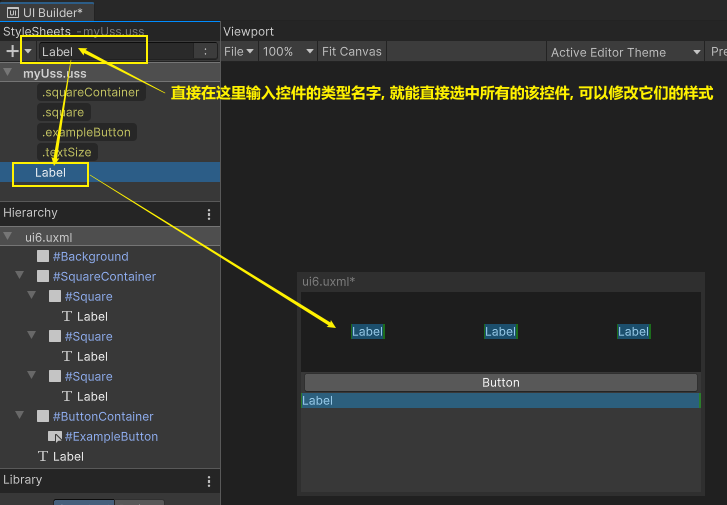 UI Builder*
StyleSheets - myUss.uss
Label
:
myUss.uss
.squareContainer
.square
.exampleButton
.textSize
Label
Hierarchy
ui6.uxml
#Background
#SquareContainer
#Square
Label
#Square
Label
#Square
Label
#ButtonContainer
#ExampleButton
Label
Library
Viewport
File 100% Fit Canvas Active Editor Theme Pre
直接在这里输入控件的类型名字, 就能直接选中所有的该控件, 可以修改它们的样式
ui6.uxml*
Label Label Label
Button
Label